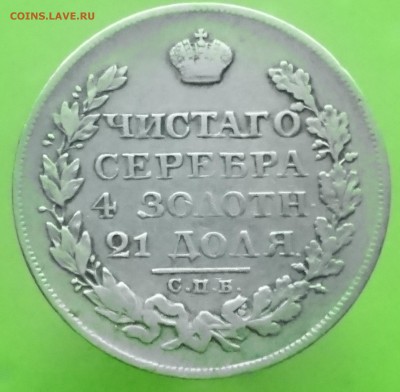 COINS.LAVE.RU
ЧИСТАГО
СЕРЕБРА
4 ЗОЛОТН
21 ДОЛЯ
С.П.Б.